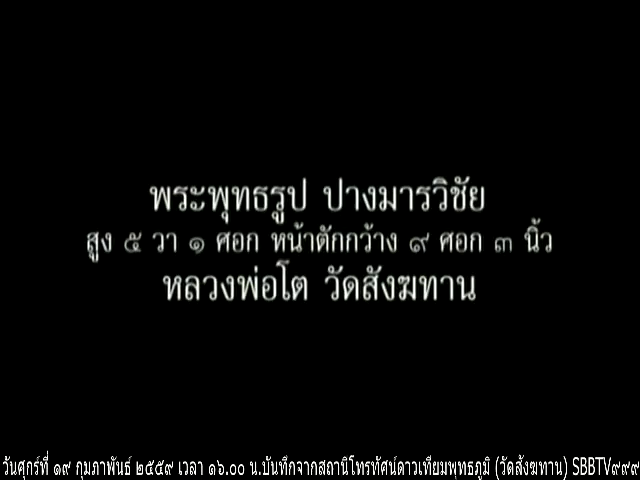 พระพุทธรูป ปางมารวิชัย
สูง ๕ วา ๑ ศอก หน้าตักกว้าง ๙ ศอก ๓ นิ้ว
หลวงพ่อโต วัดสังฆทาน
วันศุกร์ที่ ๑๙ กุมภาพันธ์ ๒๕๕๙ เวลา ๑๖.๐๐ น.บันทึกจากสถานีโทรทัศน์ดาวเทียมพุทธภูมิ (วัดสังฆทาน) SBBTV๙๙๙